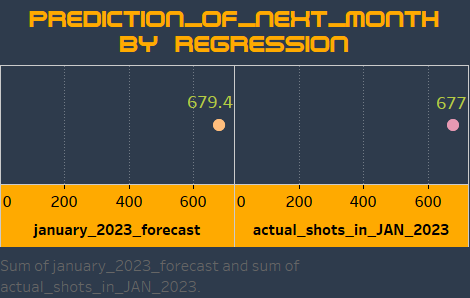 PREDICTION_OF_NEXT_MONTH
BY REGRESSION
679.4 677
0 200 400 600 0 200 400 600
january_2023_forecast actual_shots_in_JAN_2023
Sum of january_2023_forecast and sum of
actual_shots_in_JAN_2023.